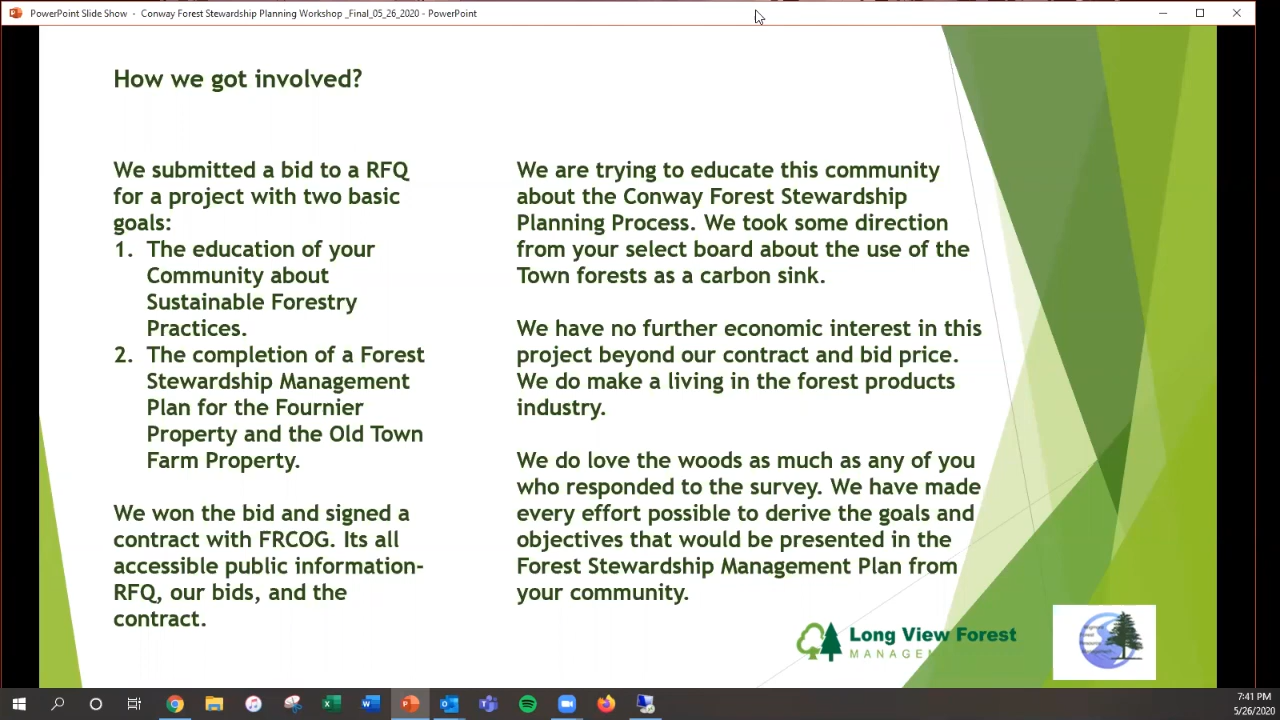 PowerPoint Slide Show - Conway Forest Stewardship Planning Workshop _Final_05_26_2020 - PowerPoint
How we got involved?
We submitted a bid to a RFQ
for a project with two basic
goals:
1. The education of your
Community about
Sustainable Forestry
Practices.
2. The completion of a Forest
Stewardship Management
Plan for the Fournier
Property and the Old Town
Farm Property.
We won the bid and signed a
contract with FRCOG. Its all
accessible public information-
RFQ, our bids, and the
contract.
We are trying to educate this community
about the Conway Forest Stewardship
Planning Process. We took some direction
from your select board about the use of the
Town forests as a carbon sink.
We have no further economic interest in this
project beyond our contract and bid price.
We do make a living in the forest products
industry.
We do love the woods as much as any of you
who responded to the survey. We have made
every effort possible to derive the goals and
objectives that would be presented in the
Forest Stewardship Management Plan from
your community.
Long View Forest
7:41 PM
5/26/2020